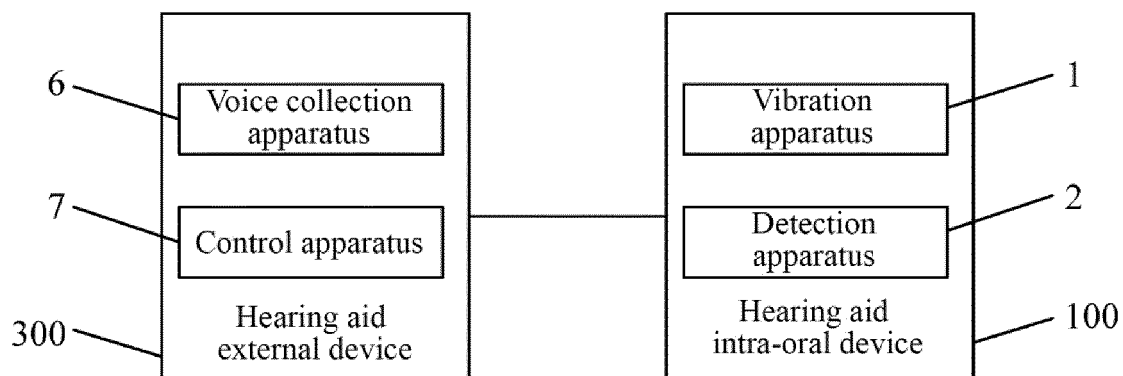 6
Voice collection
apparatus
7
Control apparatus
300
Hearing aid
external device
Vibration
apparatus
1
Detection
apparatus
2
Hearing aid
intra-oral device
100